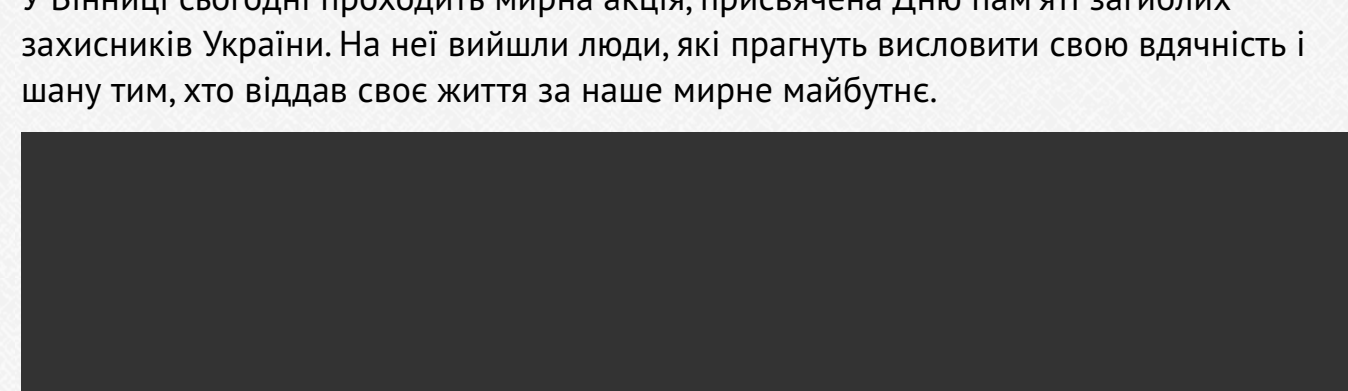 У Вінниці сьогодні проходить мирна акція, присвячена Дню пам'яті загиблих
захисників України. На неї вийшли люди, які прагнуть висловити свою вдячність і
шану тим, хто віддав своє життя за наше мирне майбутнє.